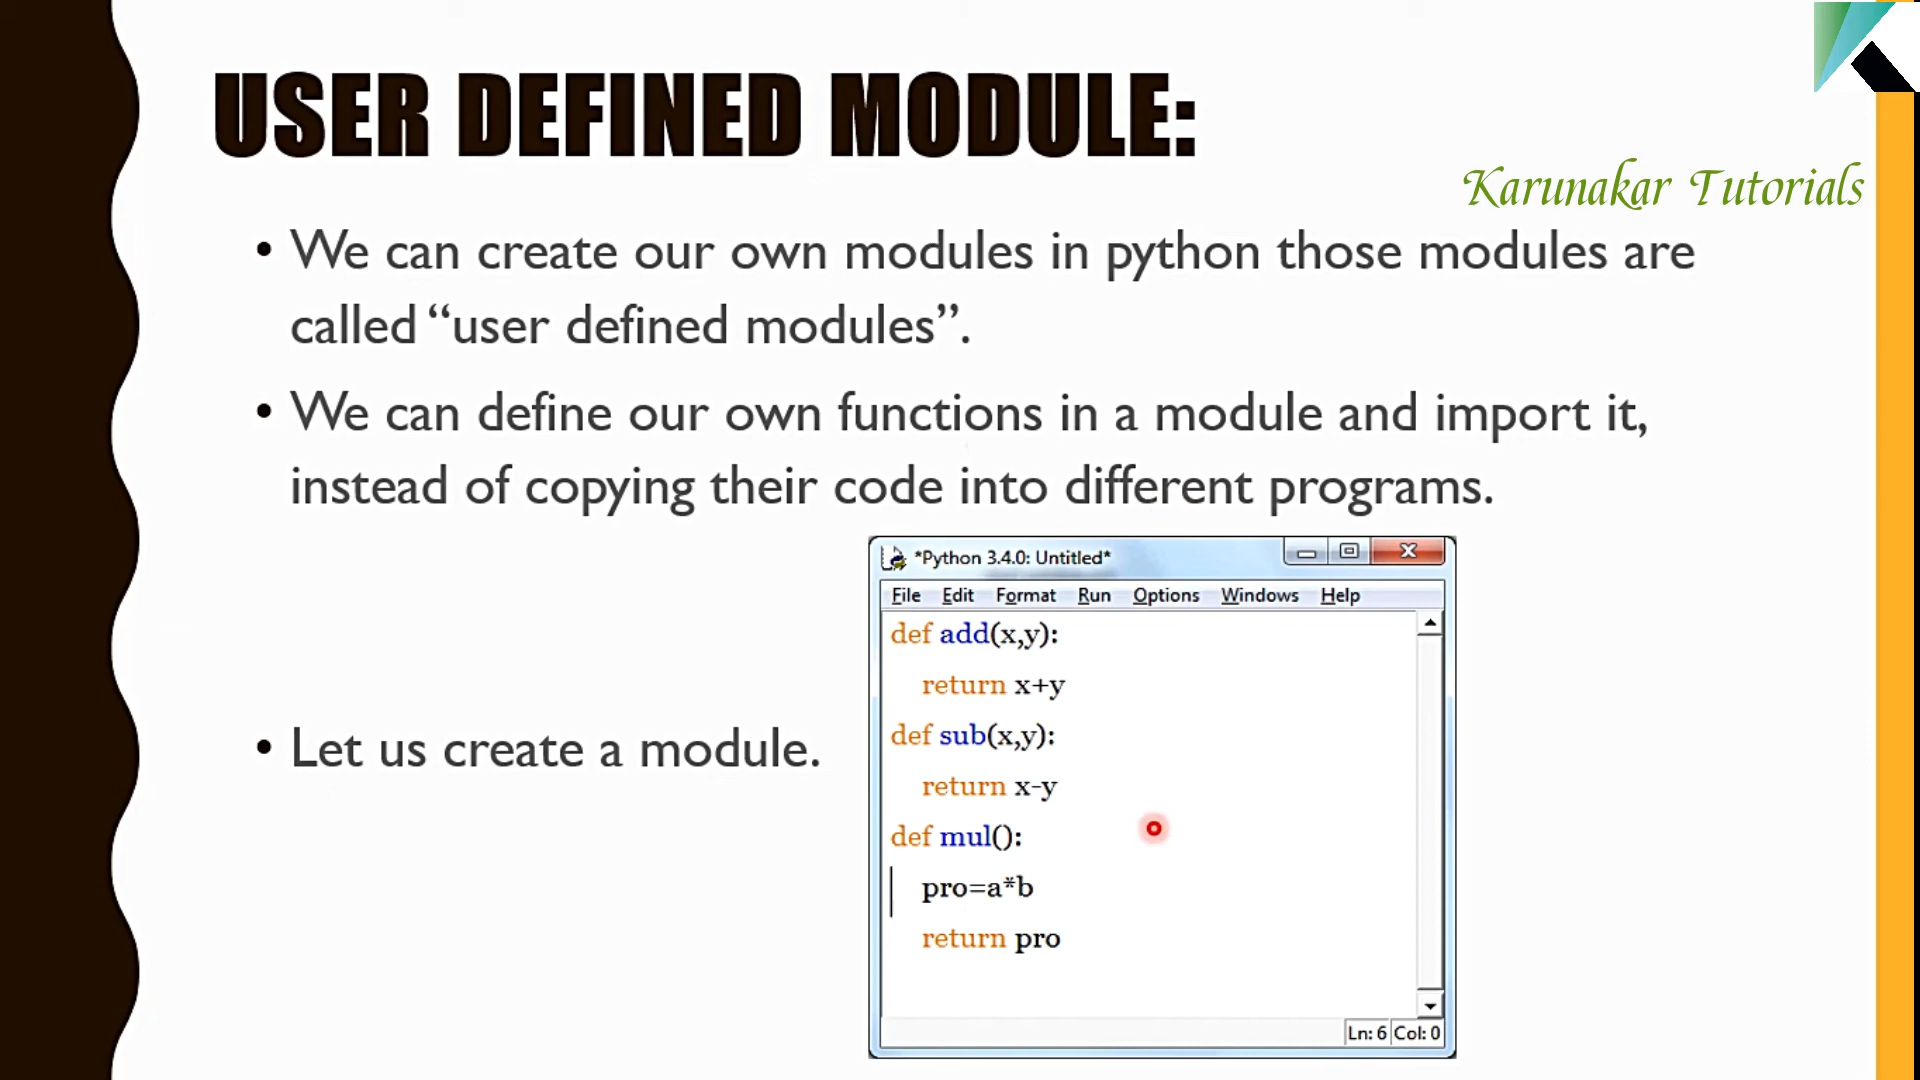 USER DEFINED MODULE:
Karunakar Tutorials
• We can create our own modules in python those modules are
called “user defined modules”.
• We can define our own functions in a module and import it,
instead of copying their code into different programs.
• Let us create a module.
*Python 3.4.0: Untitled*
File Edit Format Run Options Windows Help
def add(x,y):
return x+y
def sub(x,y):
return x-y
def mul():
pro=a*b
return pro
Ln: 6 Col: 0